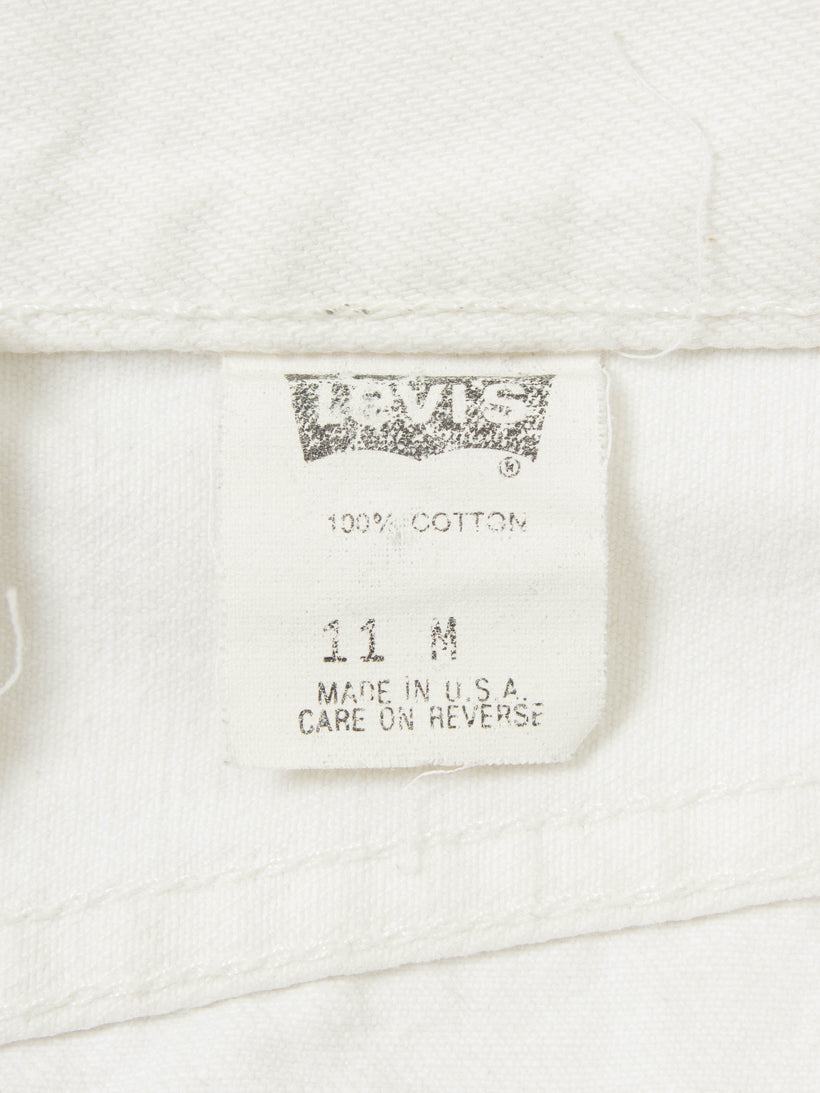 Levi's
®
100% COTTON
11 M
MADE IN U.S.A.
CARE ON REVERSE